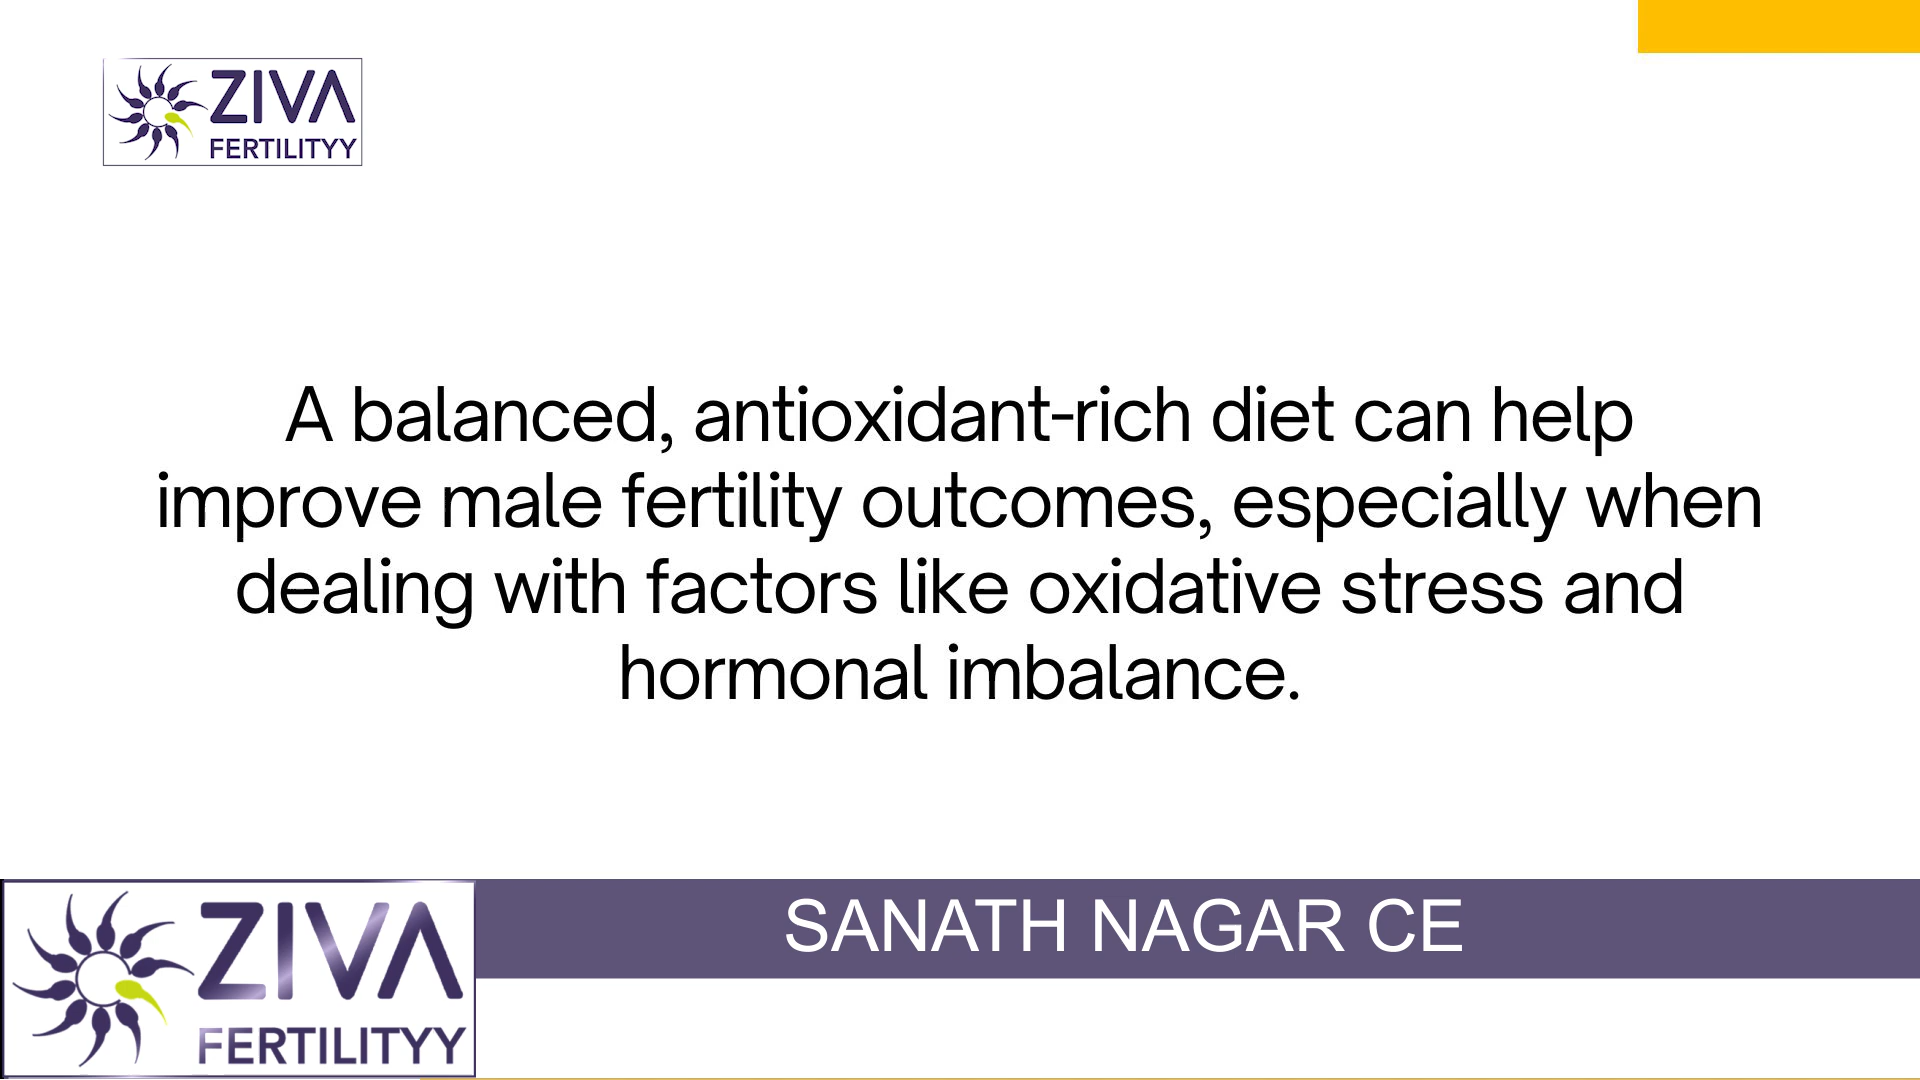 ZIVA
FERTILITYY
A balanced, antioxidant-rich diet can help
improve male fertility outcomes, especially when
dealing with factors like oxidative stress and
hormonal imbalance.
ZIVA
FERTILITYY
SANATH NAGAR CE